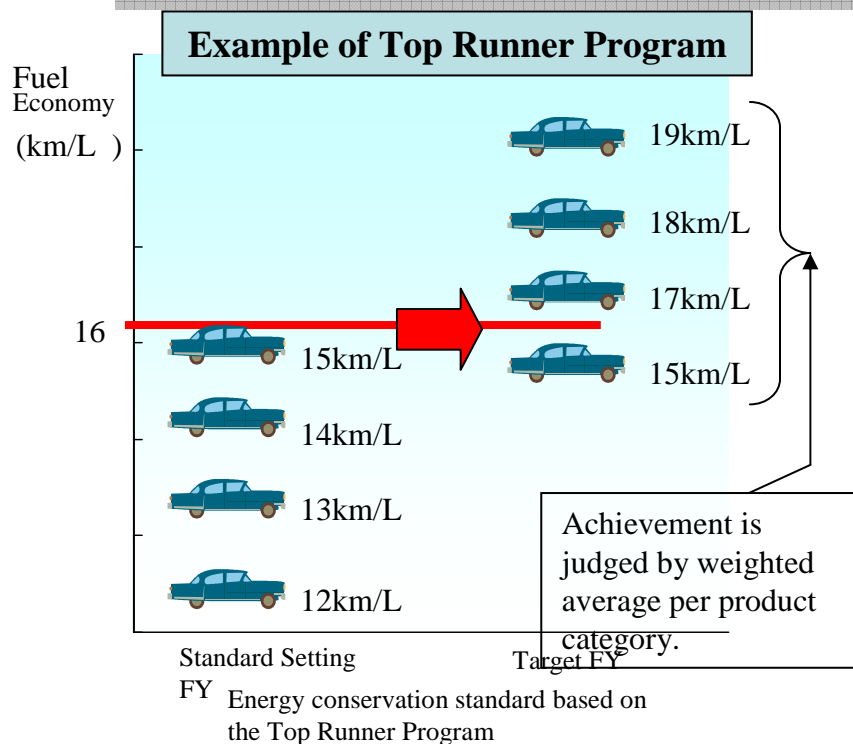 Example of Top Runner Program
Fuel
Economy
(km/L )
19km/L
18km/L
17km/L
16
15km/L
15km/L
14km/L
13km/L
12km/L
Achievement is
judged by weighted
average per product
category.
Standard Setting
FY
Target FY
Energy conservation standard based on
the Top Runner Program